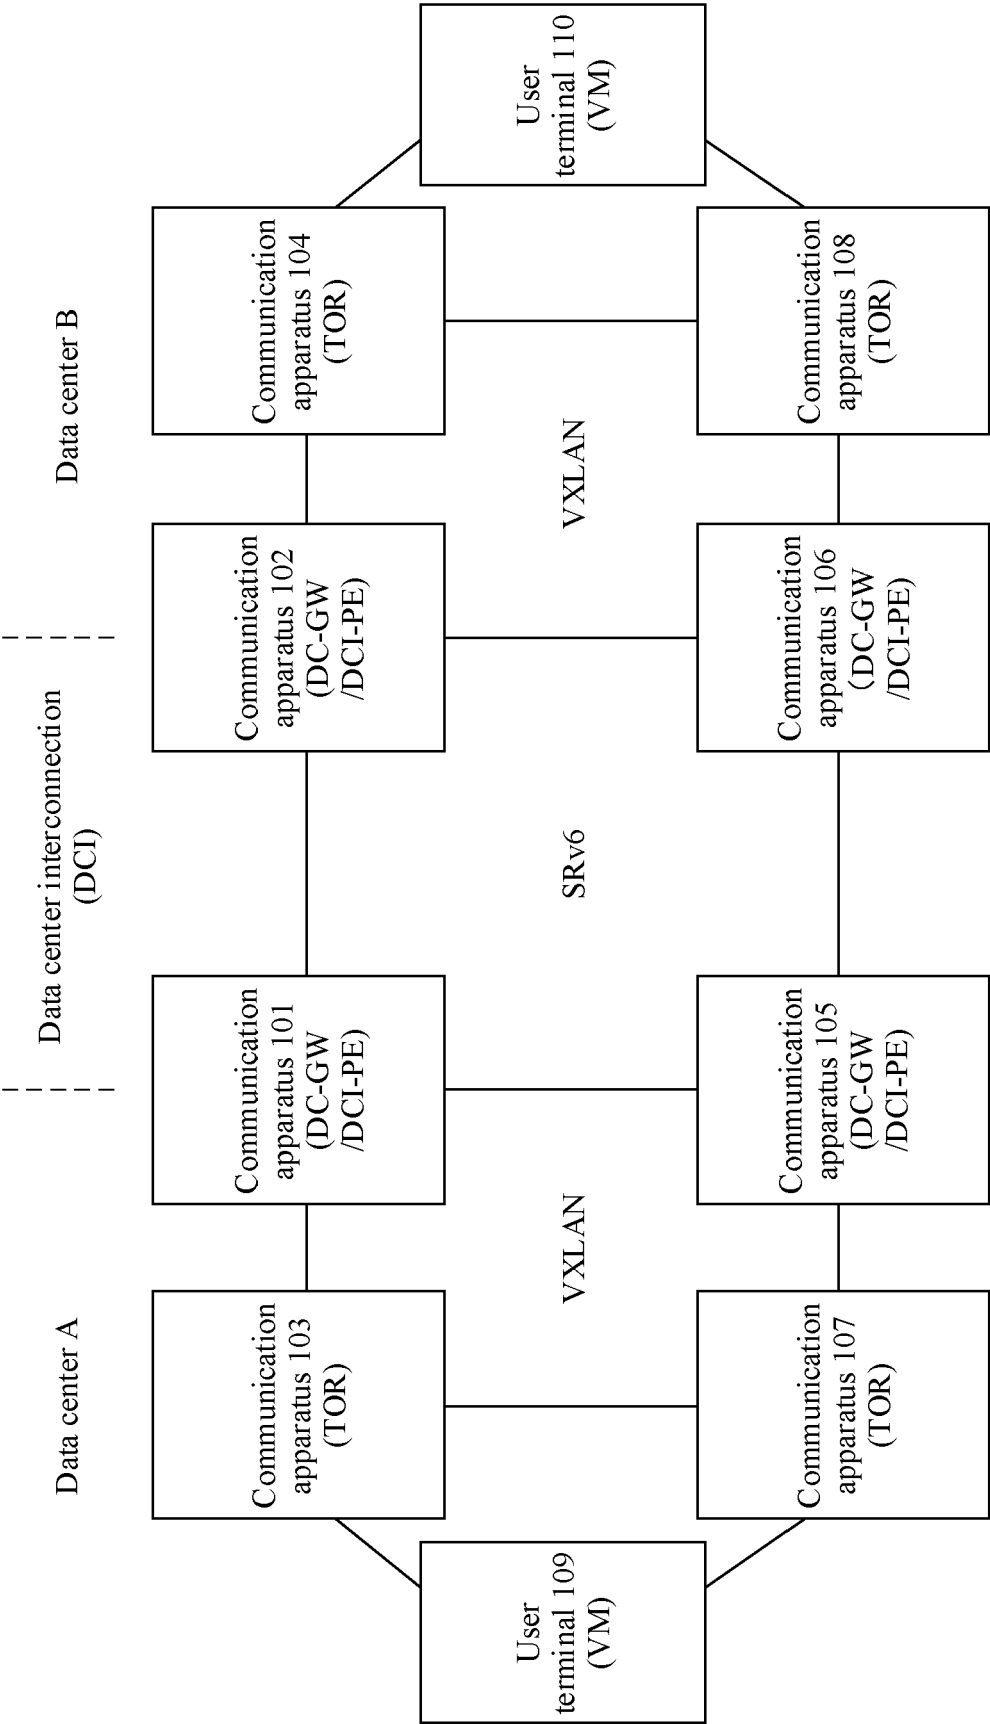 Data center A
Data center interconnection
(DCI)
Data center B
Communication
apparatus 103
(TOR)
Communication
apparatus 101
(DC-GW
/DCI-PE)
Communication
apparatus 102
(DC-GW
/DCI-PE)
Communication
apparatus 104
(TOR)
User
terminal 109
(VM)
VXLAN
SRv6
VXLAN
User
terminal 110
(VM)
Communication
apparatus 107
(TOR)
Communication
apparatus 105
(DC-GW
/DCI-PE)
Communication
apparatus 106
(DC-GW
/DCI-PE)
Communication
apparatus 108
(TOR)